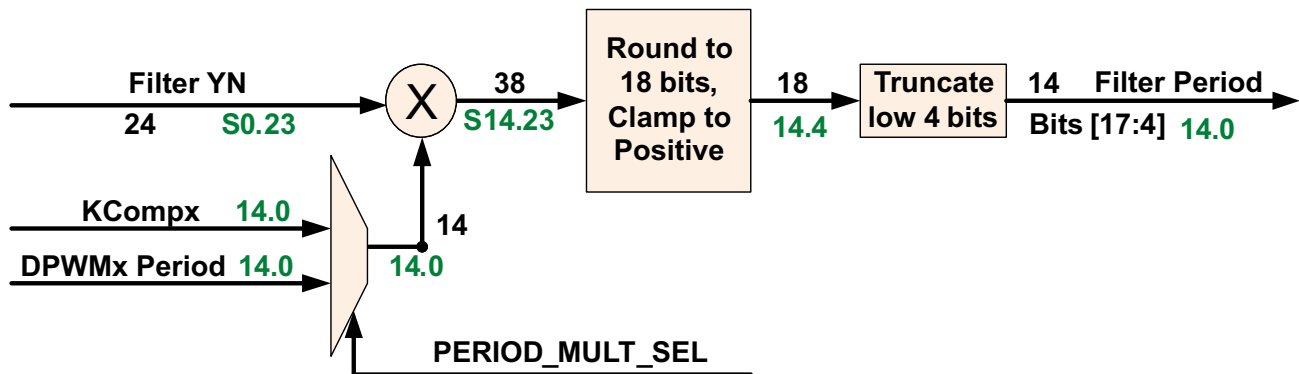 Filter YN
24 S0.23
X
38
S14.23
Round to
18 bits,
Clamp to
Positive
18
14.4
Truncate
low 4 bits
14 Filter Period
Bits [17:4] 14.0
KCompx 14.0
DPWMx Period 14.0
14
14.0
PERIOD_MULT_SEL